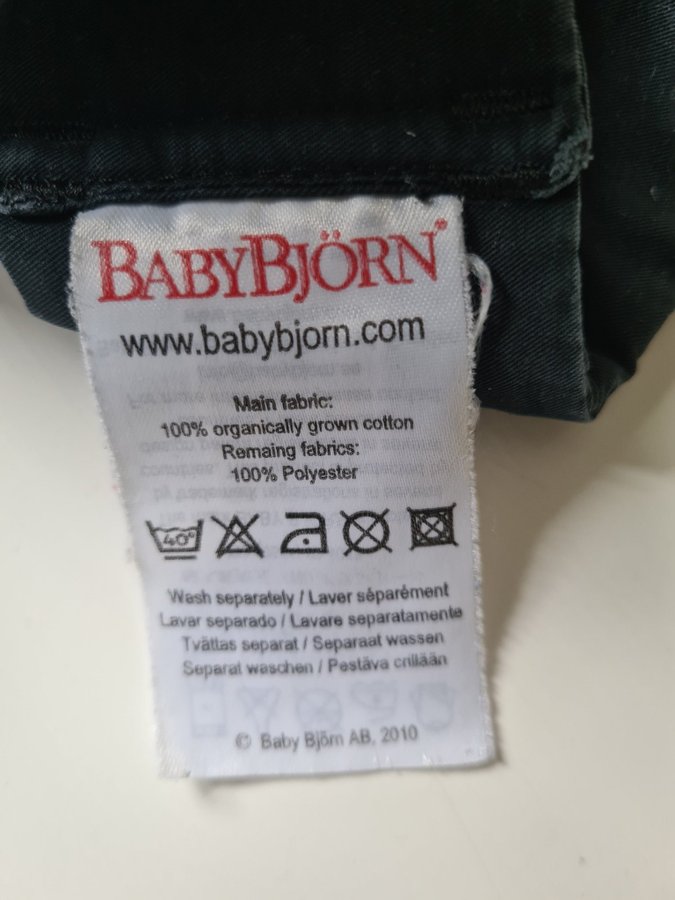 BABYBJÖRN®
www.babybjorn.com
Main fabric:
100% organically grown cotton
Remaing fabrics:
100% Polyester
40°
Wash separately / Laver séparément
Lavar separado / Lavare separatamente
Tvättas separat / Separaat wassen
Separat waschen / Pestäva crillään
© Baby Björn AB, 2010